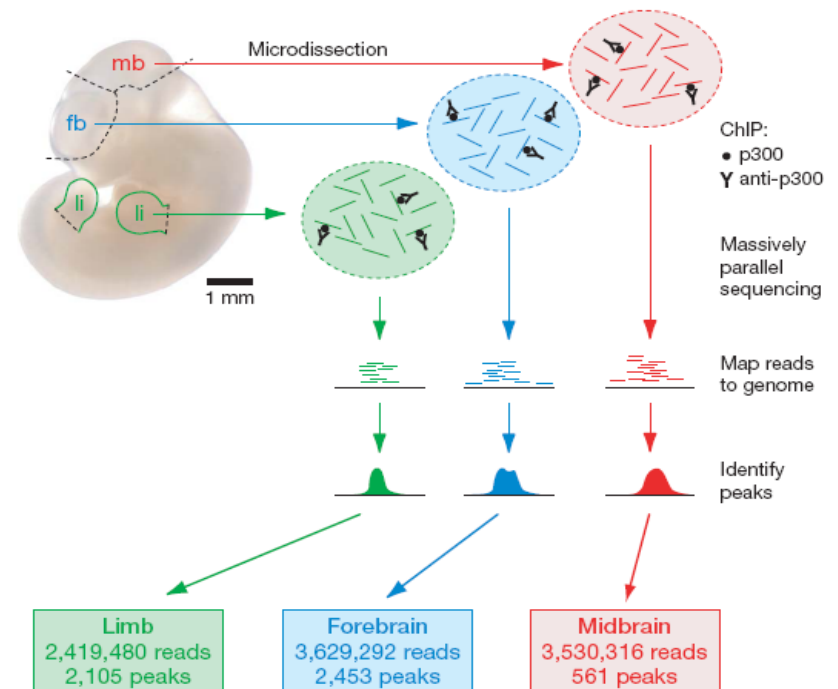 mb
Microdissection
fb
li
li
1 mm
ChIP:
p300
Y anti-p300
Massively
parallel
sequencing
Map reads
to genome
Identify
peaks
Limb
2,419,480 reads
2,105 peaks
Forebrain
3,629,292 reads
2,453 peaks
Midbrain
3,530,316 reads
561 peaks